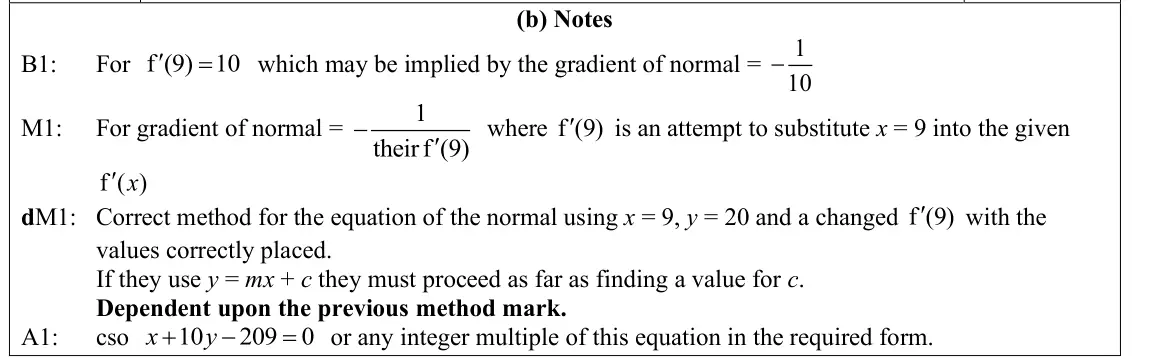 (b) Notes
B1: For f′(9) = 10 which may be implied by the gradient of normal = −1/10
M1: For gradient of normal = −1/(their f′(9)) where f′(9) is an attempt to substitute x = 9 into the given
f′(x)
dM1: Correct method for the equation of the normal using x = 9, y = 20 and a changed f′(9) with the
values correctly placed.
If they use y = mx + c they must proceed as far as finding a value for c.
Dependent upon the previous method mark.
A1: cso x+10y−209 = 0 or any integer multiple of this equation in the required form.